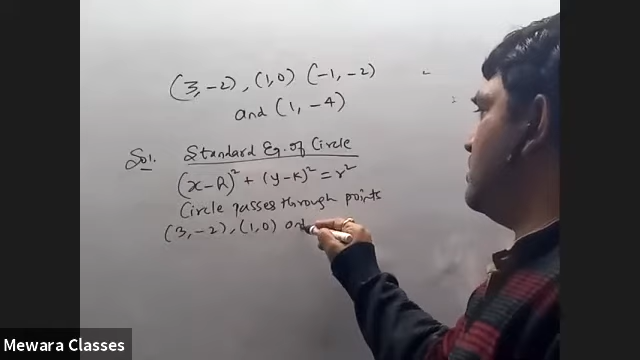 (3, -2), (1, 0) (-1, -2)
and (1, -4)
Sol. Standard Eq. of Circle
(x-h)² + (y-k)² = r²
Circle passes through points
(3, -2), (1, 0) and
Mewara Classes